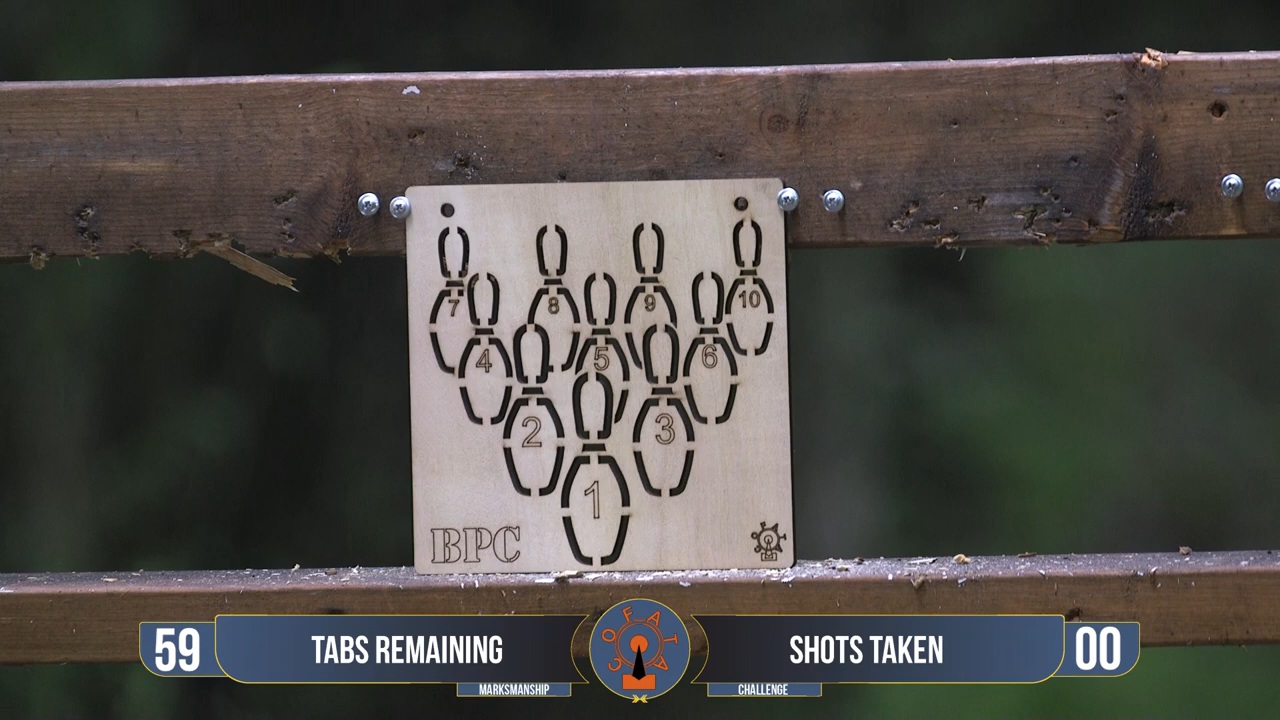 7 8 9 10
4 5 6
2 3
1
BPC
COFATA
59 TABS REMAINING
SHOTS TAKEN 00
MARKSMANSHIP
CHALLENGE